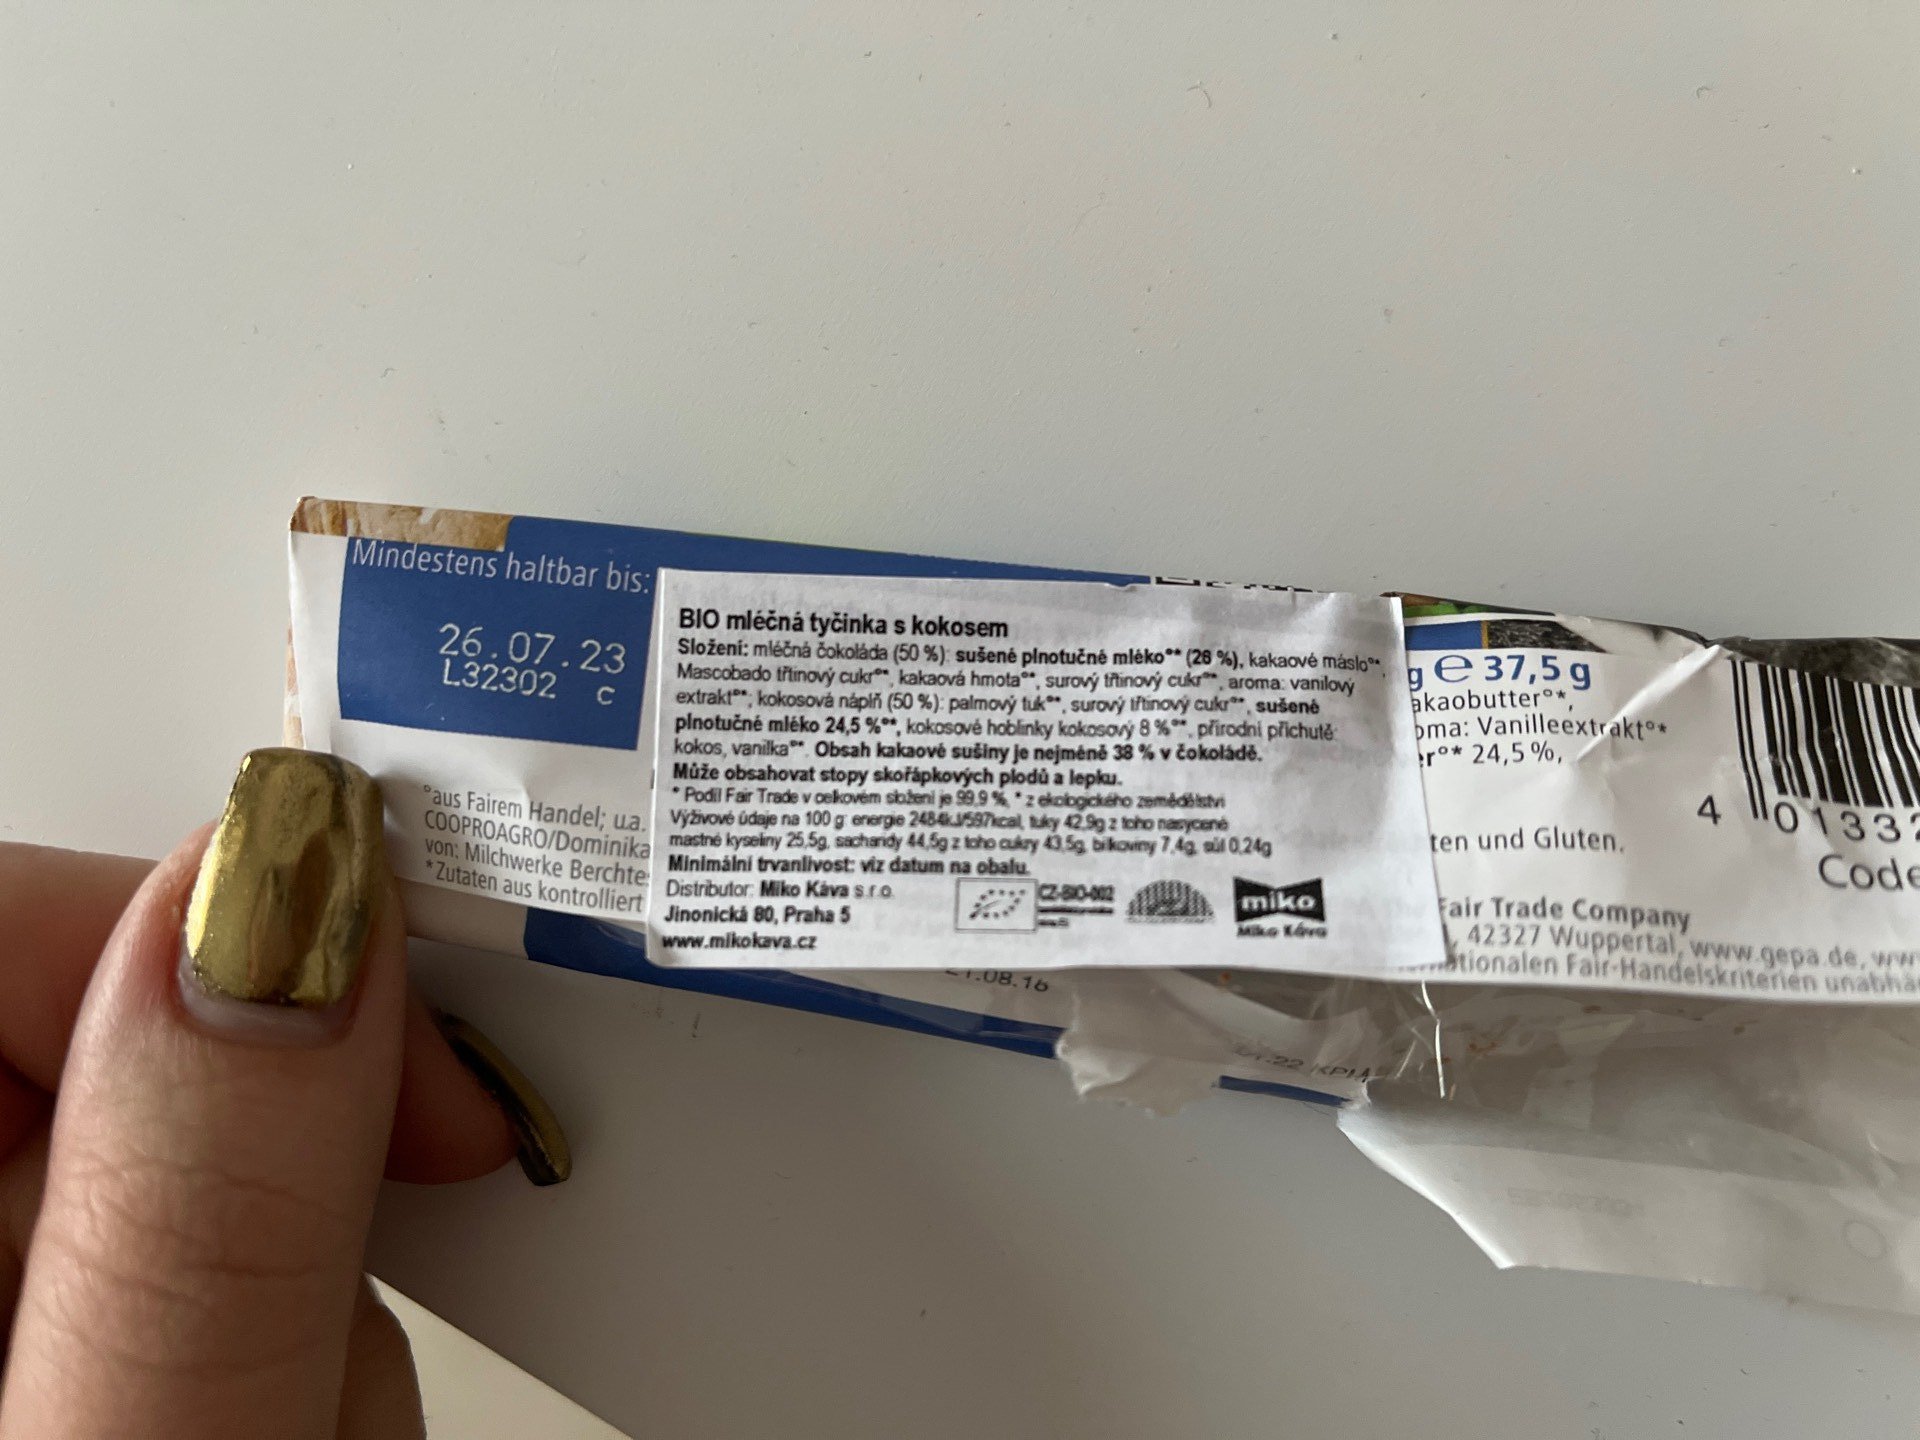 Mindestens haltbar bis:
26.07.23
L32302 c
°aus Fairem Handel; u.a.
COOPROAGRO/Dominika
von: Milchwerke Berchte
*Zutaten aus kontrolliert
BIO mléčná tyčinka s kokosem
Složení: mléčná čokoláda (50 %): sušené plnotučné mléko°* (26 %), kakaové máslo°*,
Mascobado třtinový cukr°*, kakaová hmota°*, surový třtinový cukr°*, aroma: vanilový
extrakt°*; kokosová náplň (50 %): palmový tuk°*, surový třtinový cukr°*, sušené
plnotučné mléko 24,5 %°*, kokosové hoblinky kokosový 8 %°*, přírodní příchutě:
kokos, vanilka°*. Obsah kakaové sušiny je nejméně 38 % v čokoládě.
Může obsahovat stopy skořápkových plodů a lepku.
° Podíl Fair Trade v celkovém složení je 99,9 %, * z ekologického zemědělství
Výživové údaje na 100 g: energie 2484kJ/597kcal, tuky 42,9g z toho nasycené
mastné kyseliny 25,5g, sacharidy 44,5g z toho cukry 43,5g, bílkoviny 7,4g, sůl 0,24g
Minimální trvanlivost: viz datum na obalu.
Distributor: Miko Káva s.r.o.
Jinonická 80, Praha 5
www.mikokava.cz
CZ-BIO-002
miko
Miko Káva
g e 37,5 g
akaobutter°*,
oma: Vanilleextrakt°*
er°* 24,5 %,
ten und Gluten.
Fair Trade Company
, 42327 Wuppertal, www.gepa.de, ww
ationalen Fair-Handelskriterien unabhä
4 0133
Code
.08.16
.22 KPIA